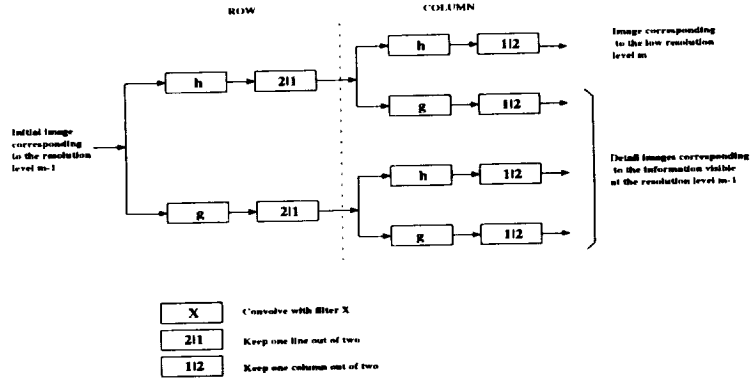 ROW
COLUMN
h
2|1
h
1|2
g
1|2
Image corresponding
to the low resolution
level m
Initial image
corresponding
to the resolution
level m-1
g
2|1
h
1|2
g
1|2
Detail images corresponding
to the information visible
at the resolution level m-1
X
Convolve with filter X
2|1
Keep one line out of two
1|2
Keep one column out of two